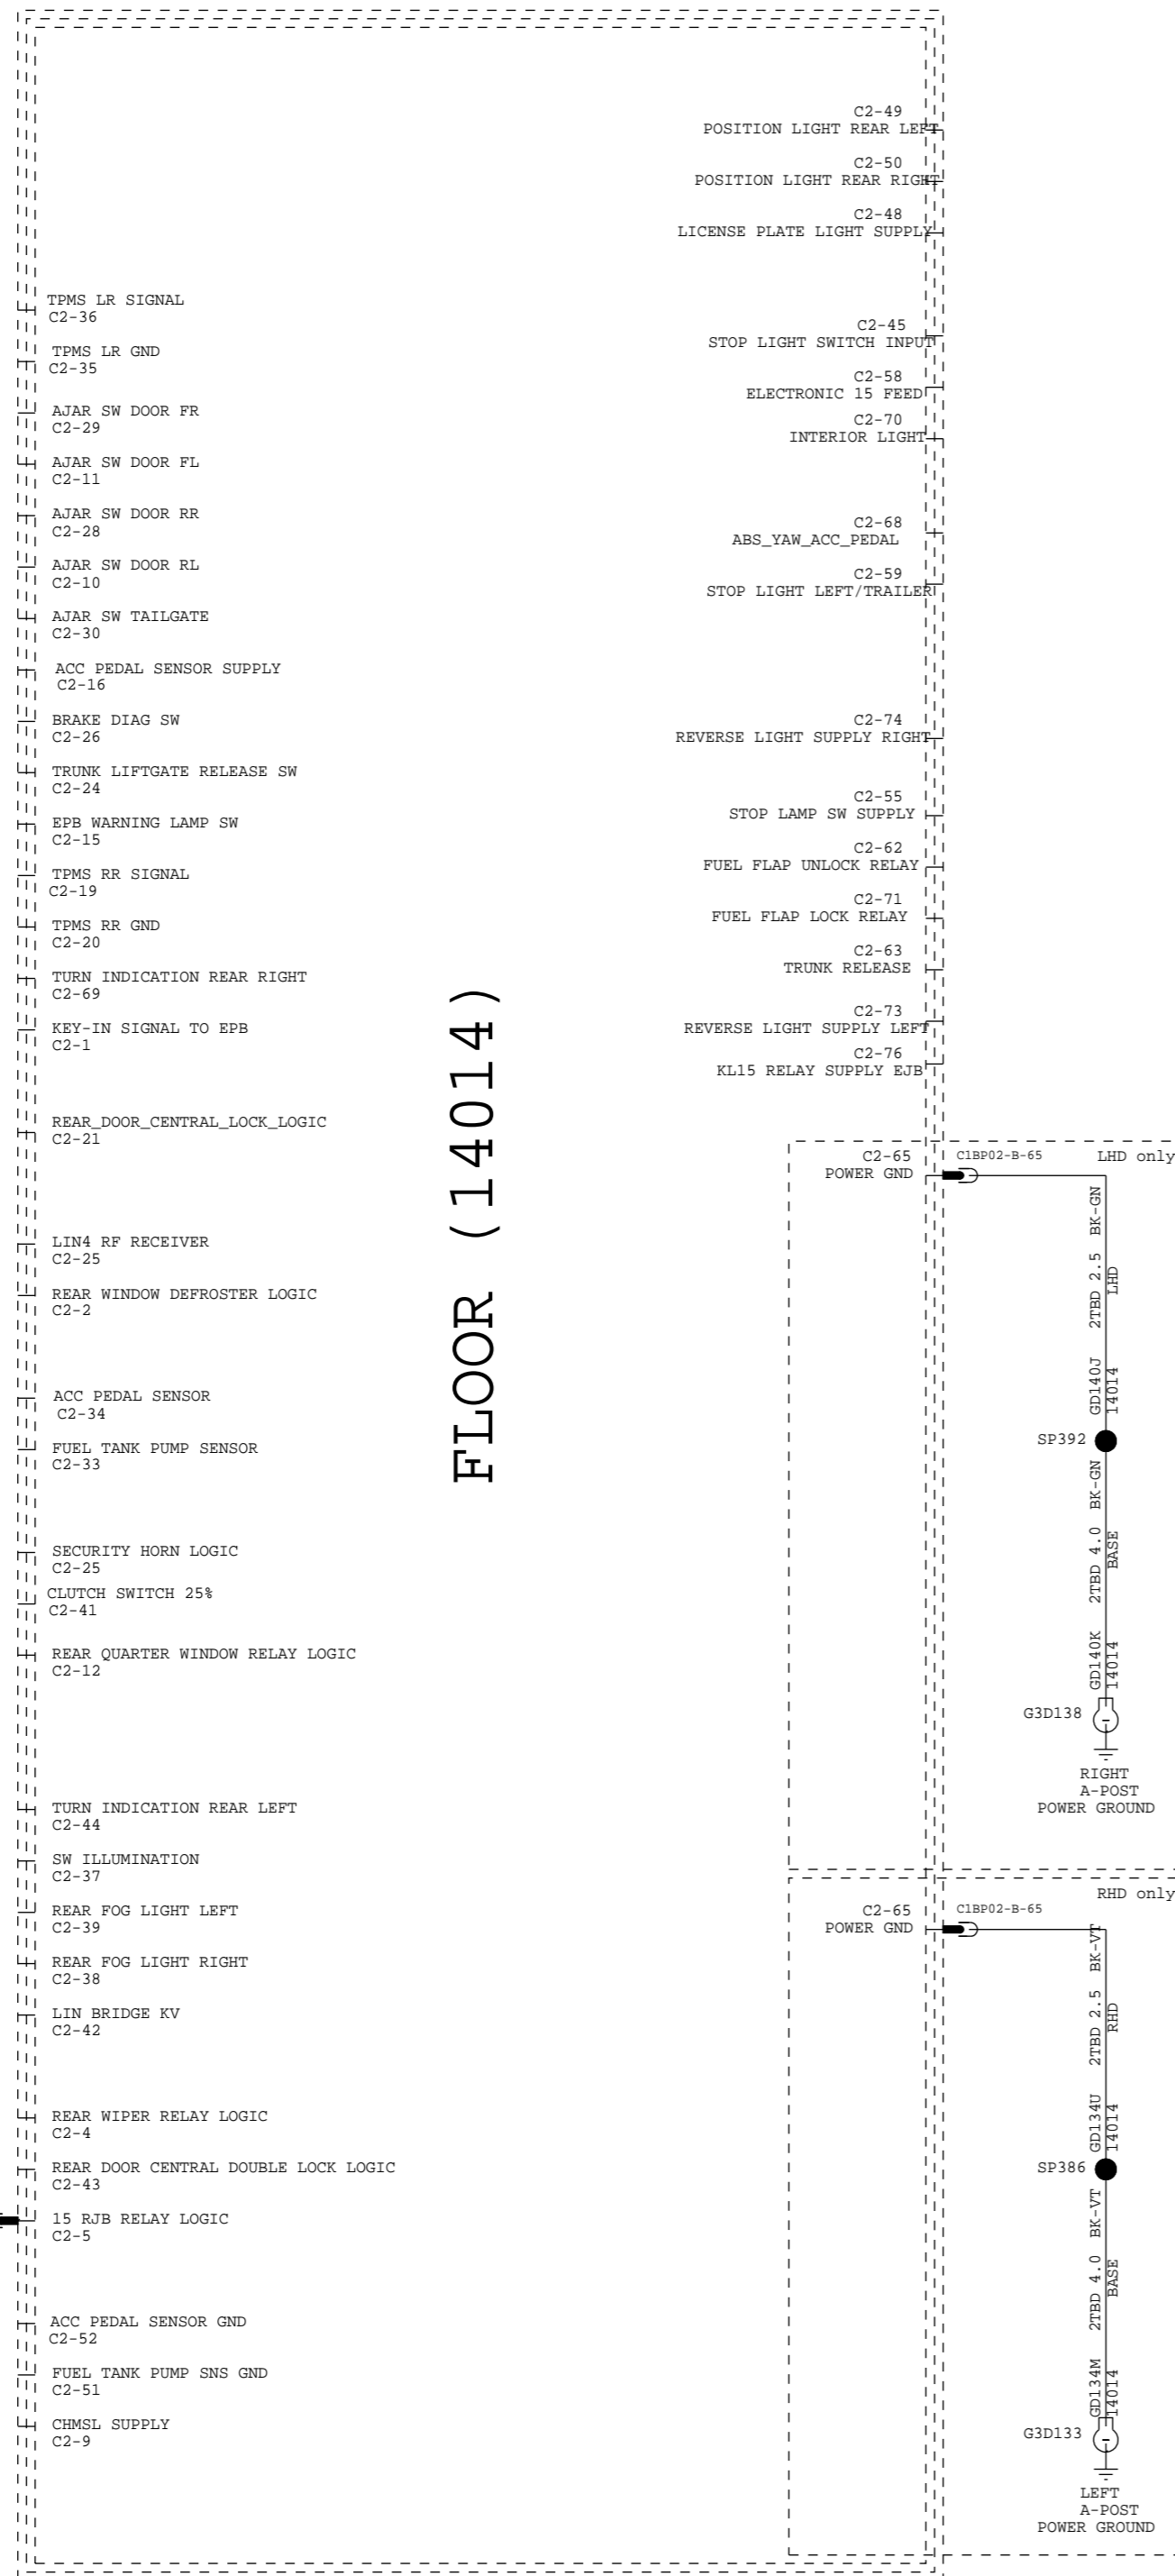 C2-49
POSITION LIGHT REAR LEFT
C2-50
POSITION LIGHT REAR RIGHT
C2-48
LICENSE PLATE LIGHT SUPPLY
C2-45
STOP LIGHT SWITCH INPUT
C2-58
ELECTRONIC 15 FEED
C2-70
INTERIOR LIGHT
C2-68
ABS_YAW_ACC_PEDAL
C2-59
STOP LIGHT LEFT/TRAILER
C2-74
REVERSE LIGHT SUPPLY RIGHT
C2-55
STOP LAMP SW SUPPLY
C2-62
FUEL FLAP UNLOCK RELAY
C2-71
FUEL FLAP LOCK RELAY
C2-63
TRUNK RELEASE
C2-73
REVERSE LIGHT SUPPLY LEFT
C2-76
KL15 RELAY SUPPLY EJB
TPMS LR SIGNAL
C2-36
TPMS LR GND
C2-35
AJAR SW DOOR FR
C2-29
AJAR SW DOOR FL
C2-11
AJAR SW DOOR RR
C2-28
AJAR SW DOOR RL
C2-10
AJAR SW TAILGATE
C2-30
ACC PEDAL SENSOR SUPPLY
C2-16
BRAKE DIAG SW
C2-26
TRUNK LIFTGATE RELEASE SW
C2-24
EPB WARNING LAMP SW
C2-15
TPMS RR SIGNAL
C2-19
TPMS RR GND
C2-20
TURN INDICATION REAR RIGHT
C2-69
KEY-IN SIGNAL TO EPB
C2-1
REAR_DOOR_CENTRAL_LOCK_LOGIC
C2-21
LIN4 RF RECEIVER
C2-25
REAR WINDOW DEFROSTER LOGIC
C2-2
ACC PEDAL SENSOR
C2-34
FUEL TANK PUMP SENSOR
C2-33
SECURITY HORN LOGIC
C2-25
CLUTCH SWITCH 25%
C2-41
REAR QUARTER WINDOW RELAY LOGIC
C2-12
TURN INDICATION REAR LEFT
C2-44
SW ILLUMINATION
C2-37
REAR FOG LIGHT LEFT
C2-39
REAR FOG LIGHT RIGHT
C2-38
LIN BRIDGE KV
C2-42
REAR WIPER RELAY LOGIC
C2-4
REAR DOOR CENTRAL DOUBLE LOCK LOGIC
C2-43
15 RJB RELAY LOGIC
C2-5
ACC PEDAL SENSOR GND
C2-52
FUEL TANK PUMP SNS GND
C2-51
CHMSL SUPPLY
C2-9
FLOOR (14014)
C2-65
POWER GND
C1BP02-B-65
LHD only
GD140J 2TBD 2.5 BK-GN
14014 LHD
SP392
GD140K 2TBD 4.0 BK-GN
14014 BASE
G3D138
RIGHT
A-POST
POWER GROUND
C2-65
POWER GND
C1BP02-B-65
RHD only
GD134U 2TBD 2.5 BK-VT
14014 RHD
SP386
GD134M 2TBD 4.0 BK-VT
14014 BASE
G3D133
LEFT
A-POST
POWER GROUND